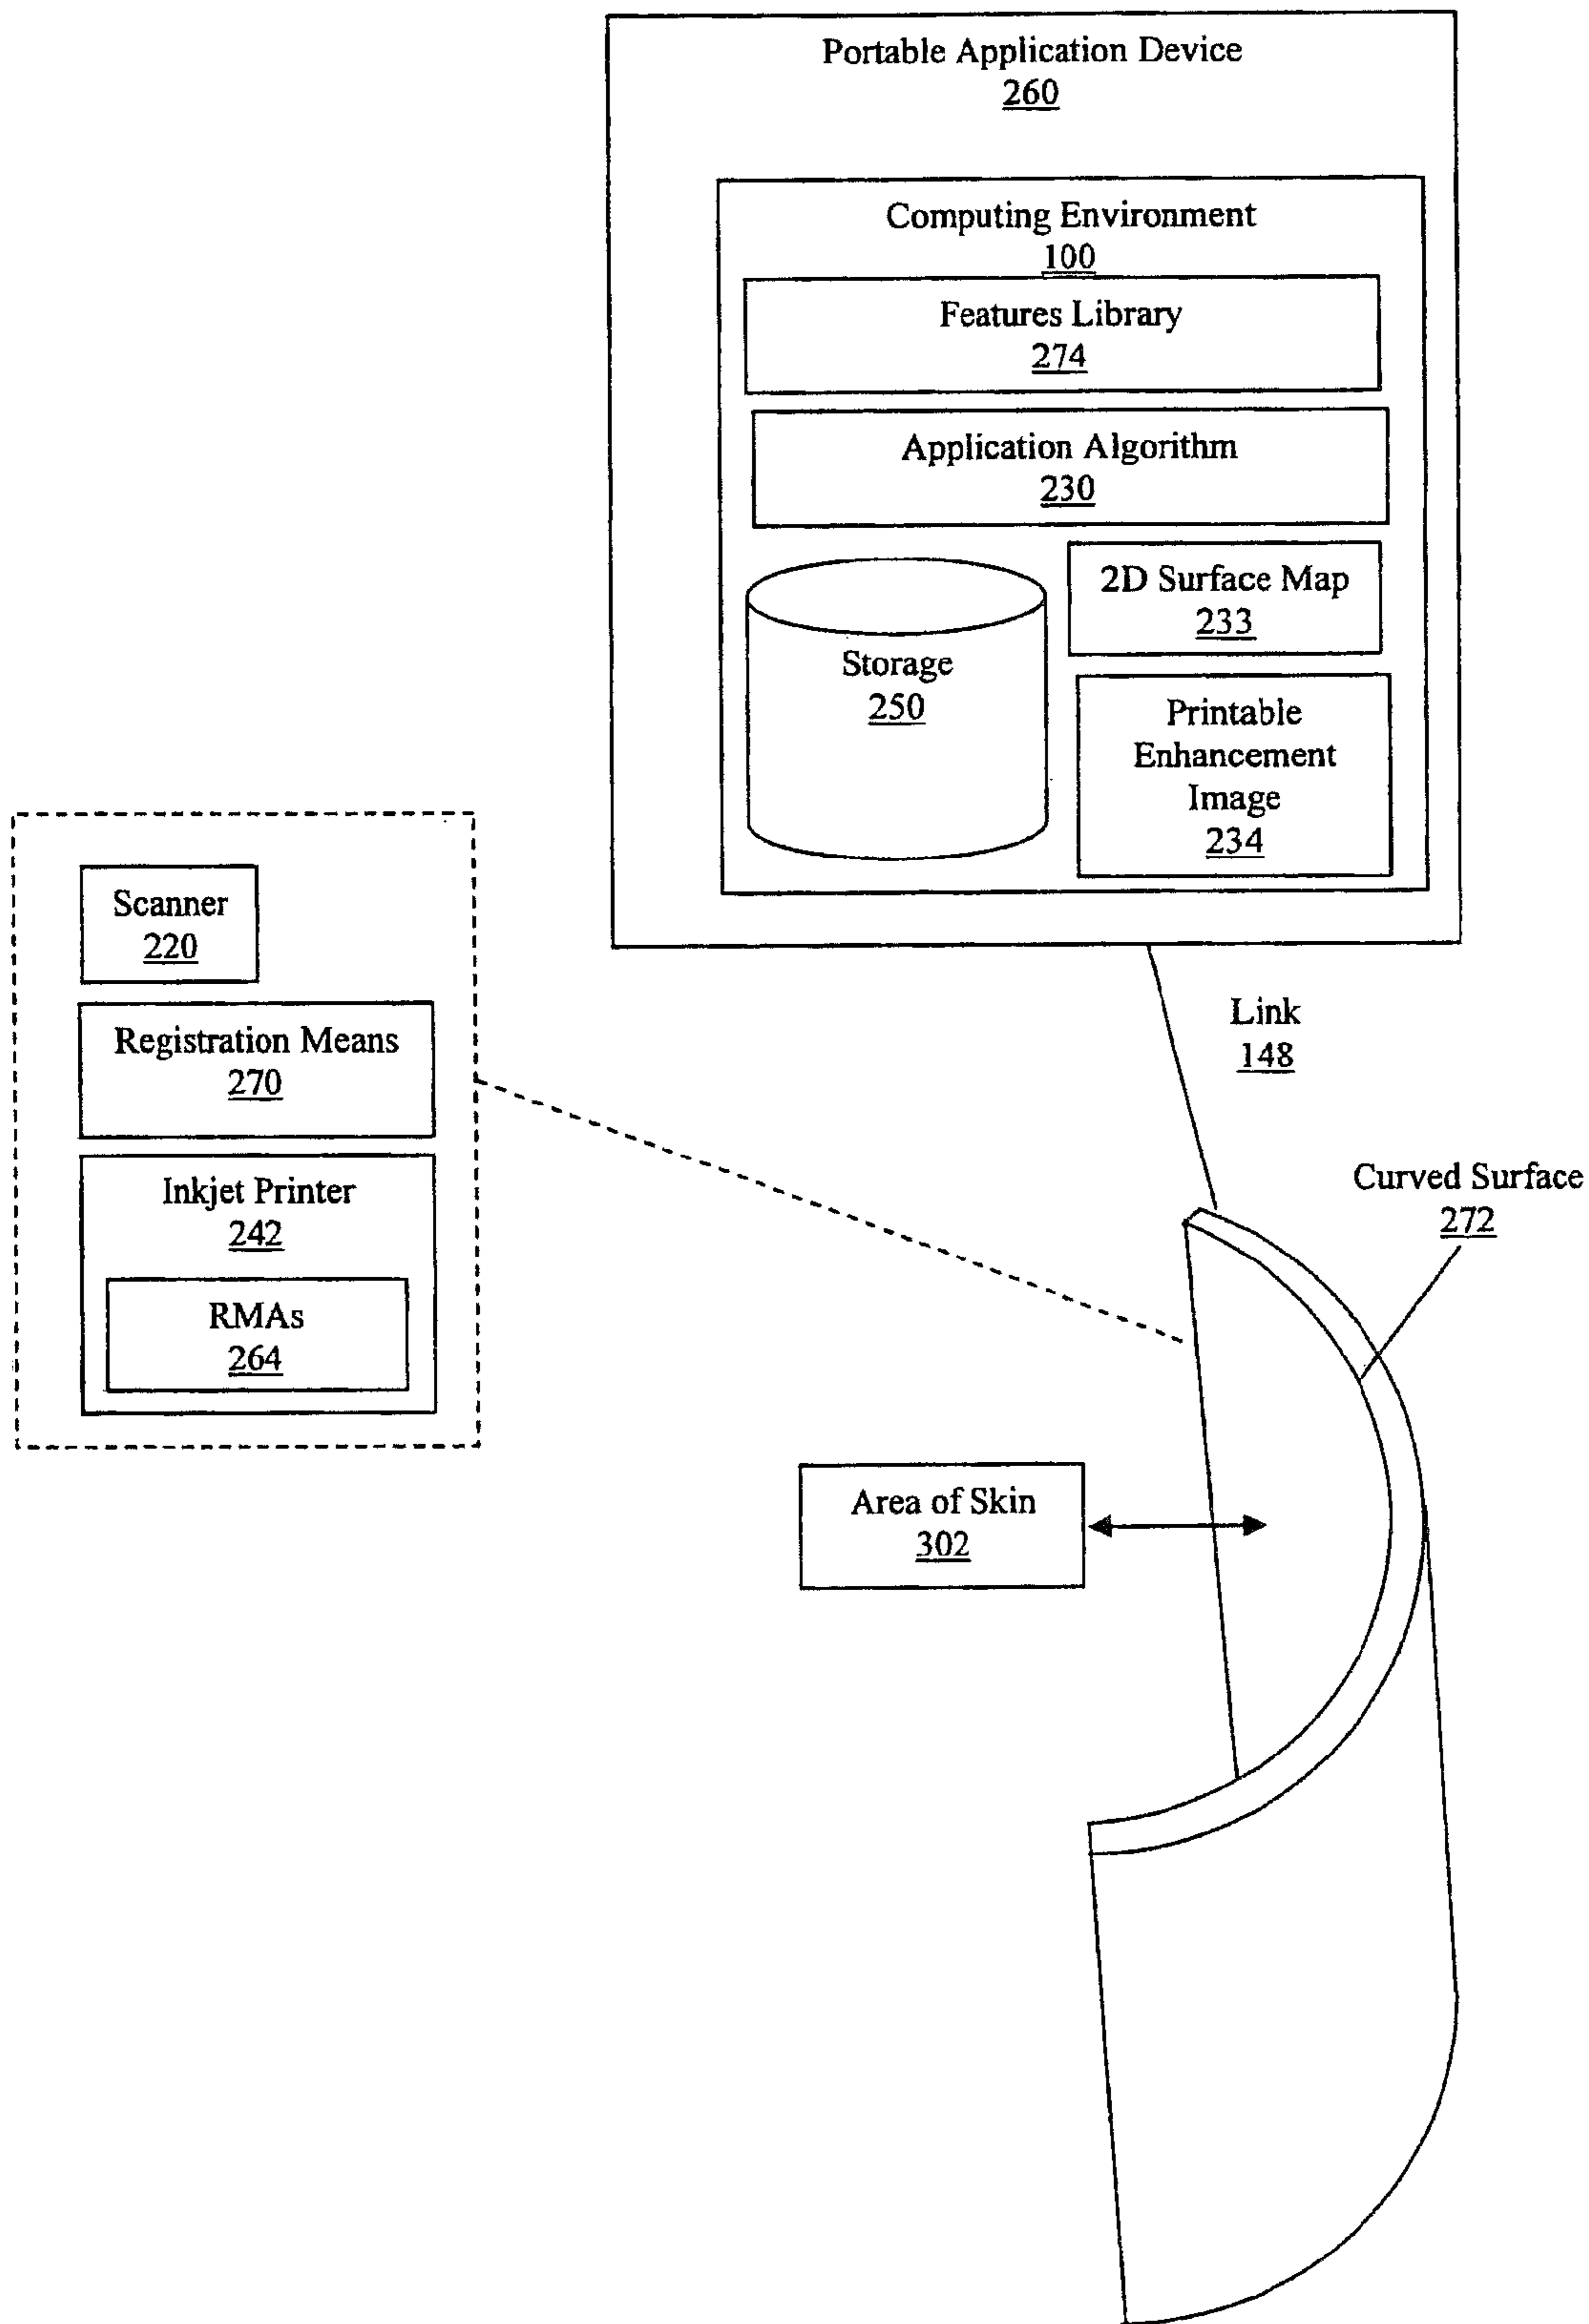 Portable Application Device
260
Computing Environment
100
Features Library
274
Application Algorithm
230
2D Surface Map
233
Storage
250
Printable
Enhancement
Image
234
Scanner
220
Registration Means
270
Inkjet Printer
242
RMAs
264
Link
148
Curved Surface
272
Area of Skin
302